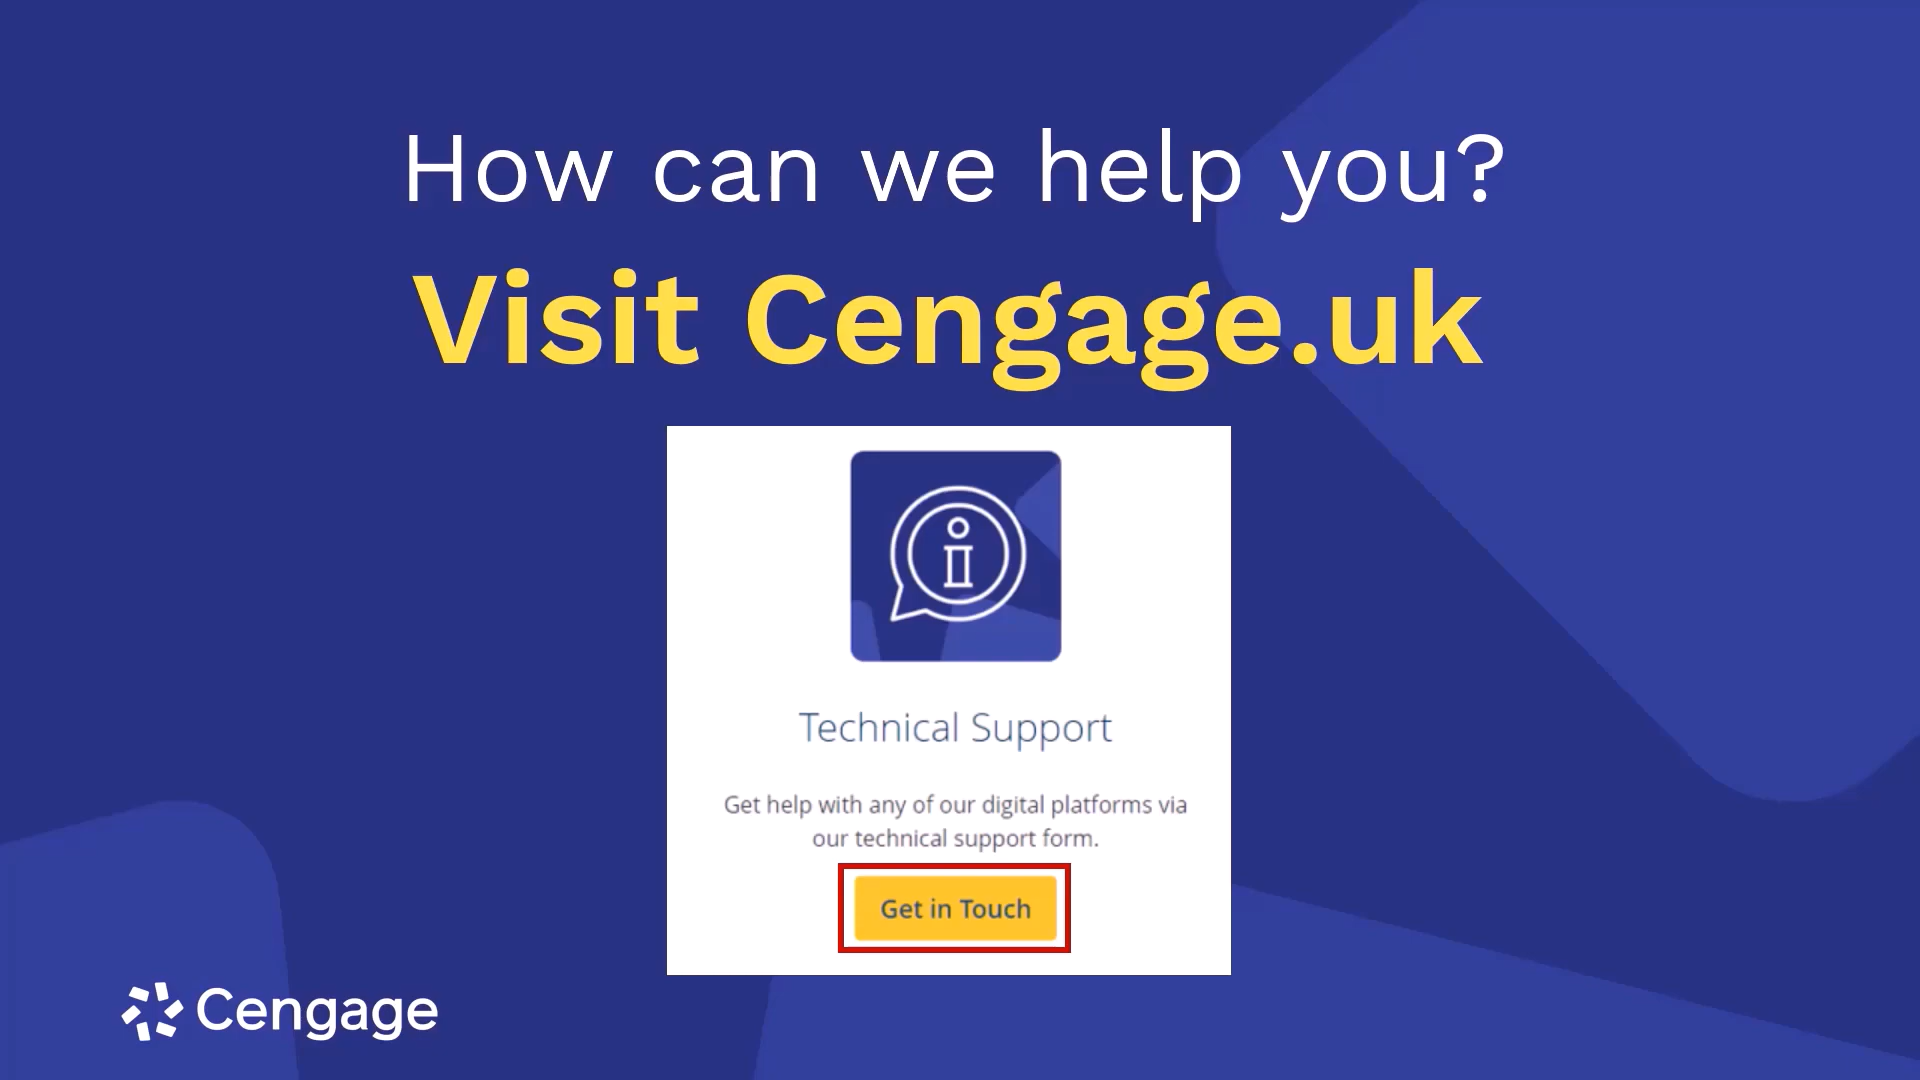 How can we help you?
Visit Cengage.uk
Technical Support
Get help with any of our digital platforms via
our technical support form.
Get in Touch
Cengage